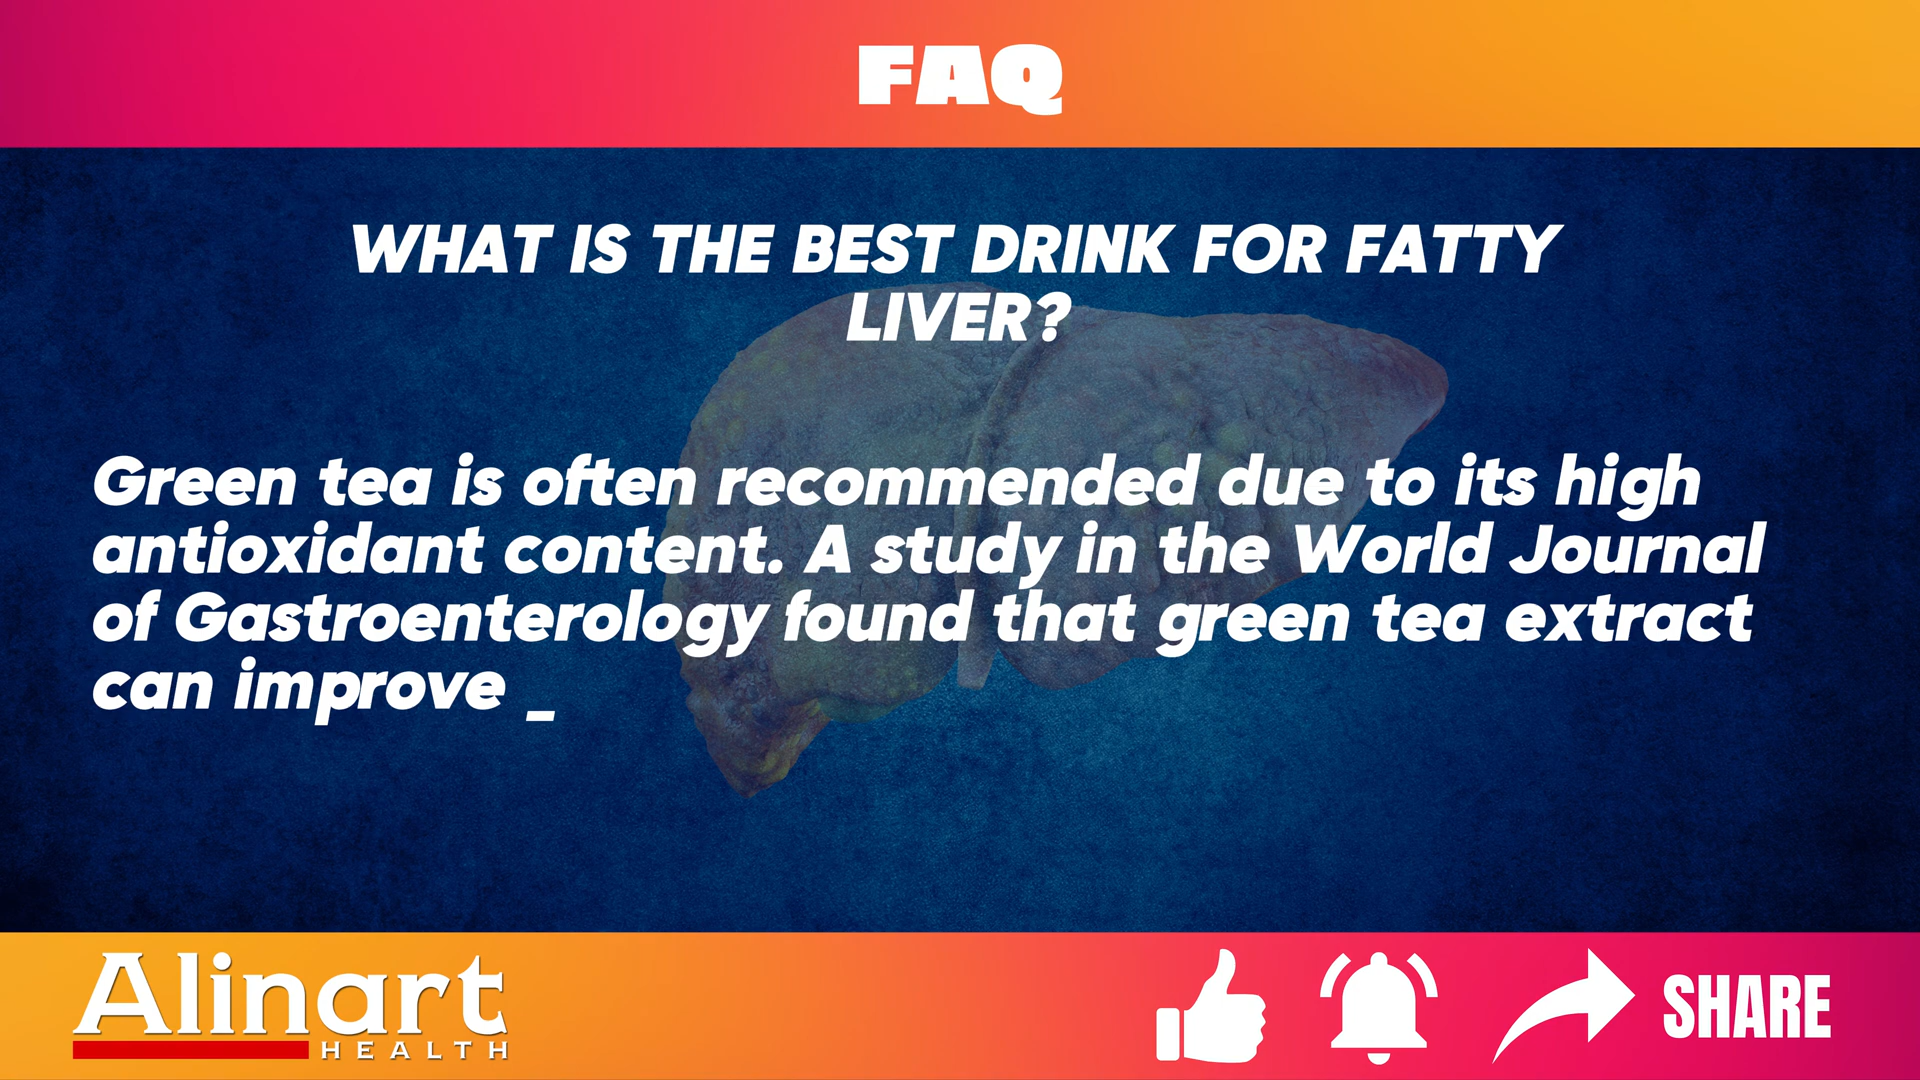 FAQ
WHAT IS THE BEST DRINK FOR FATTY
LIVER?
Green tea is often recommended due to its high
antioxidant content. A study in the World Journal
of Gastroenterology found that green tea extract
can improve _
Alinart
HEALTH
SHARE